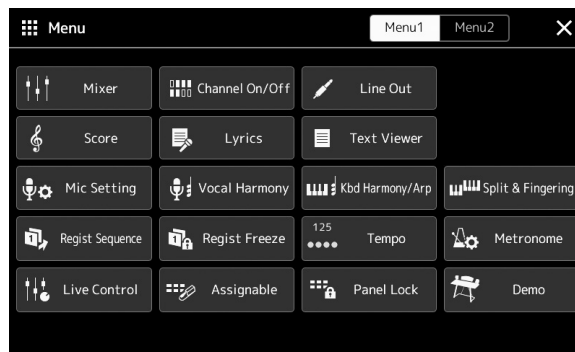 Menu Menu1 Menu2
Mixer Channel On/Off Line Out
Score Lyrics Text Viewer
Mic Setting Vocal Harmony Kbd Harmony/Arp Split & Fingering
Regist Sequence Regist Freeze 125 Tempo Metronome
Live Control Assignable Panel Lock Demo